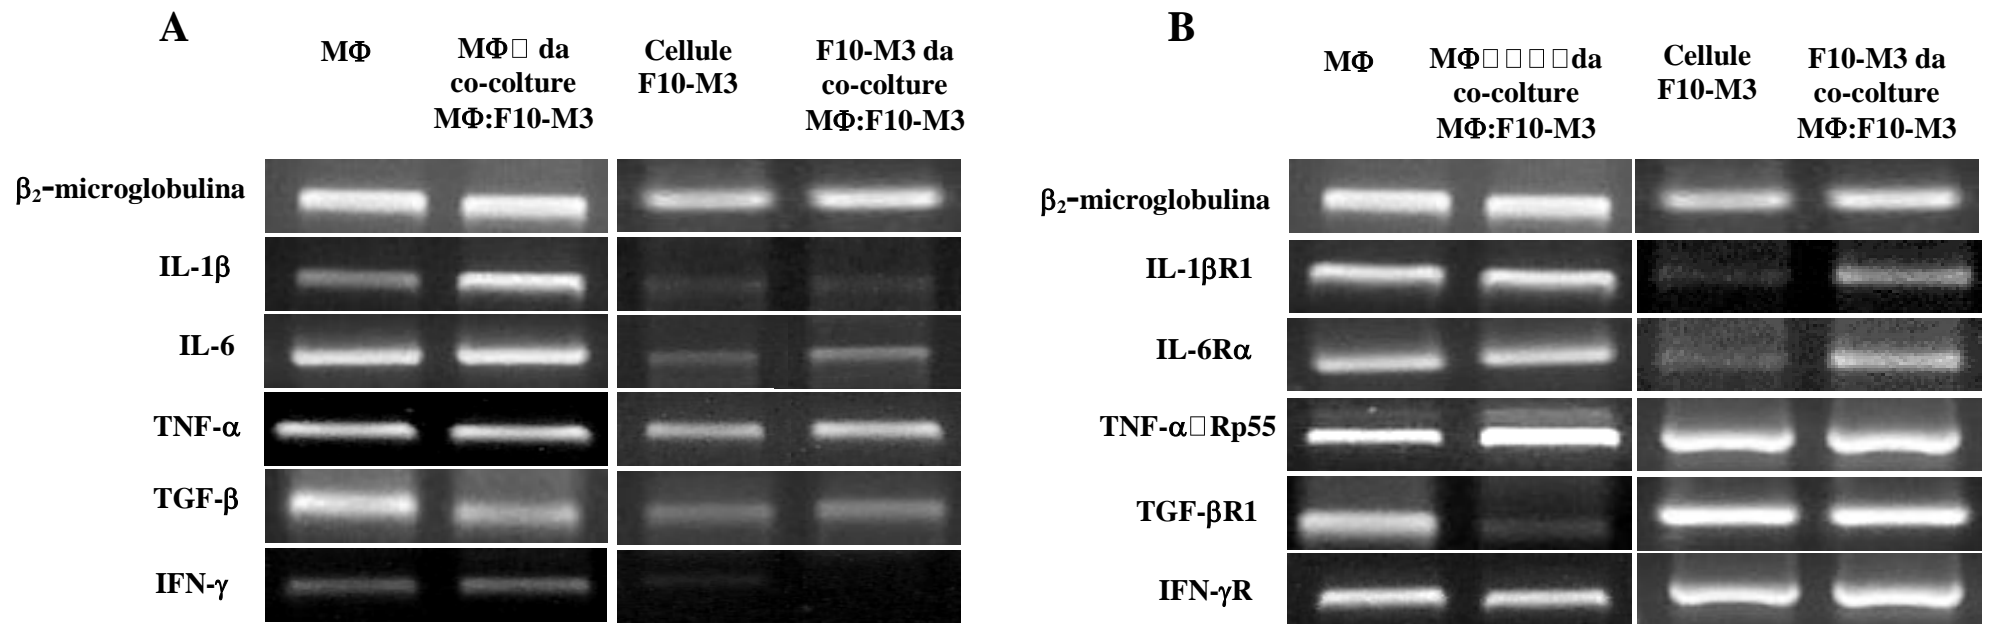 A
MΦ
MΦ□ da
co-colture
MΦ:F10-M3
Cellule
F10-M3
F10-M3 da
co-colture
MΦ:F10-M3
β₂-microglobulina
IL-1β
IL-6
TNF-α
TGF-β
IFN-γ
B
MΦ
MΦ□□□□da
co-colture
MΦ:F10-M3
Cellule
F10-M3
F10-M3 da
co-colture
MΦ:F10-M3
β₂-microglobulina
IL-1βR1
IL-6Rα
TNF-α□Rp55
TGF-βR1
IFN-γR